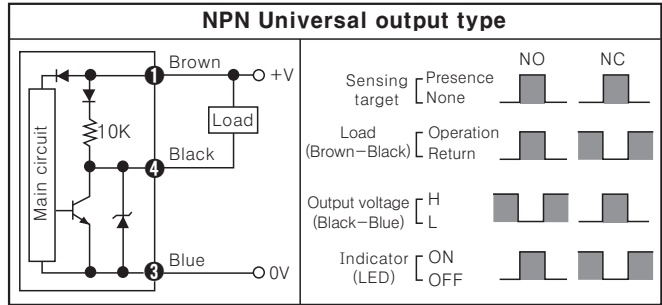 NPN Universal output type
Main circuit
10K
1
Brown
+V
Load
4
Black
3
Blue
0V
NO
NC
Sensing target
Presence
None
Load (Brown-Black)
Operation
Return
Output voltage (Black-Blue)
H
L
Indicator (LED)
ON
OFF